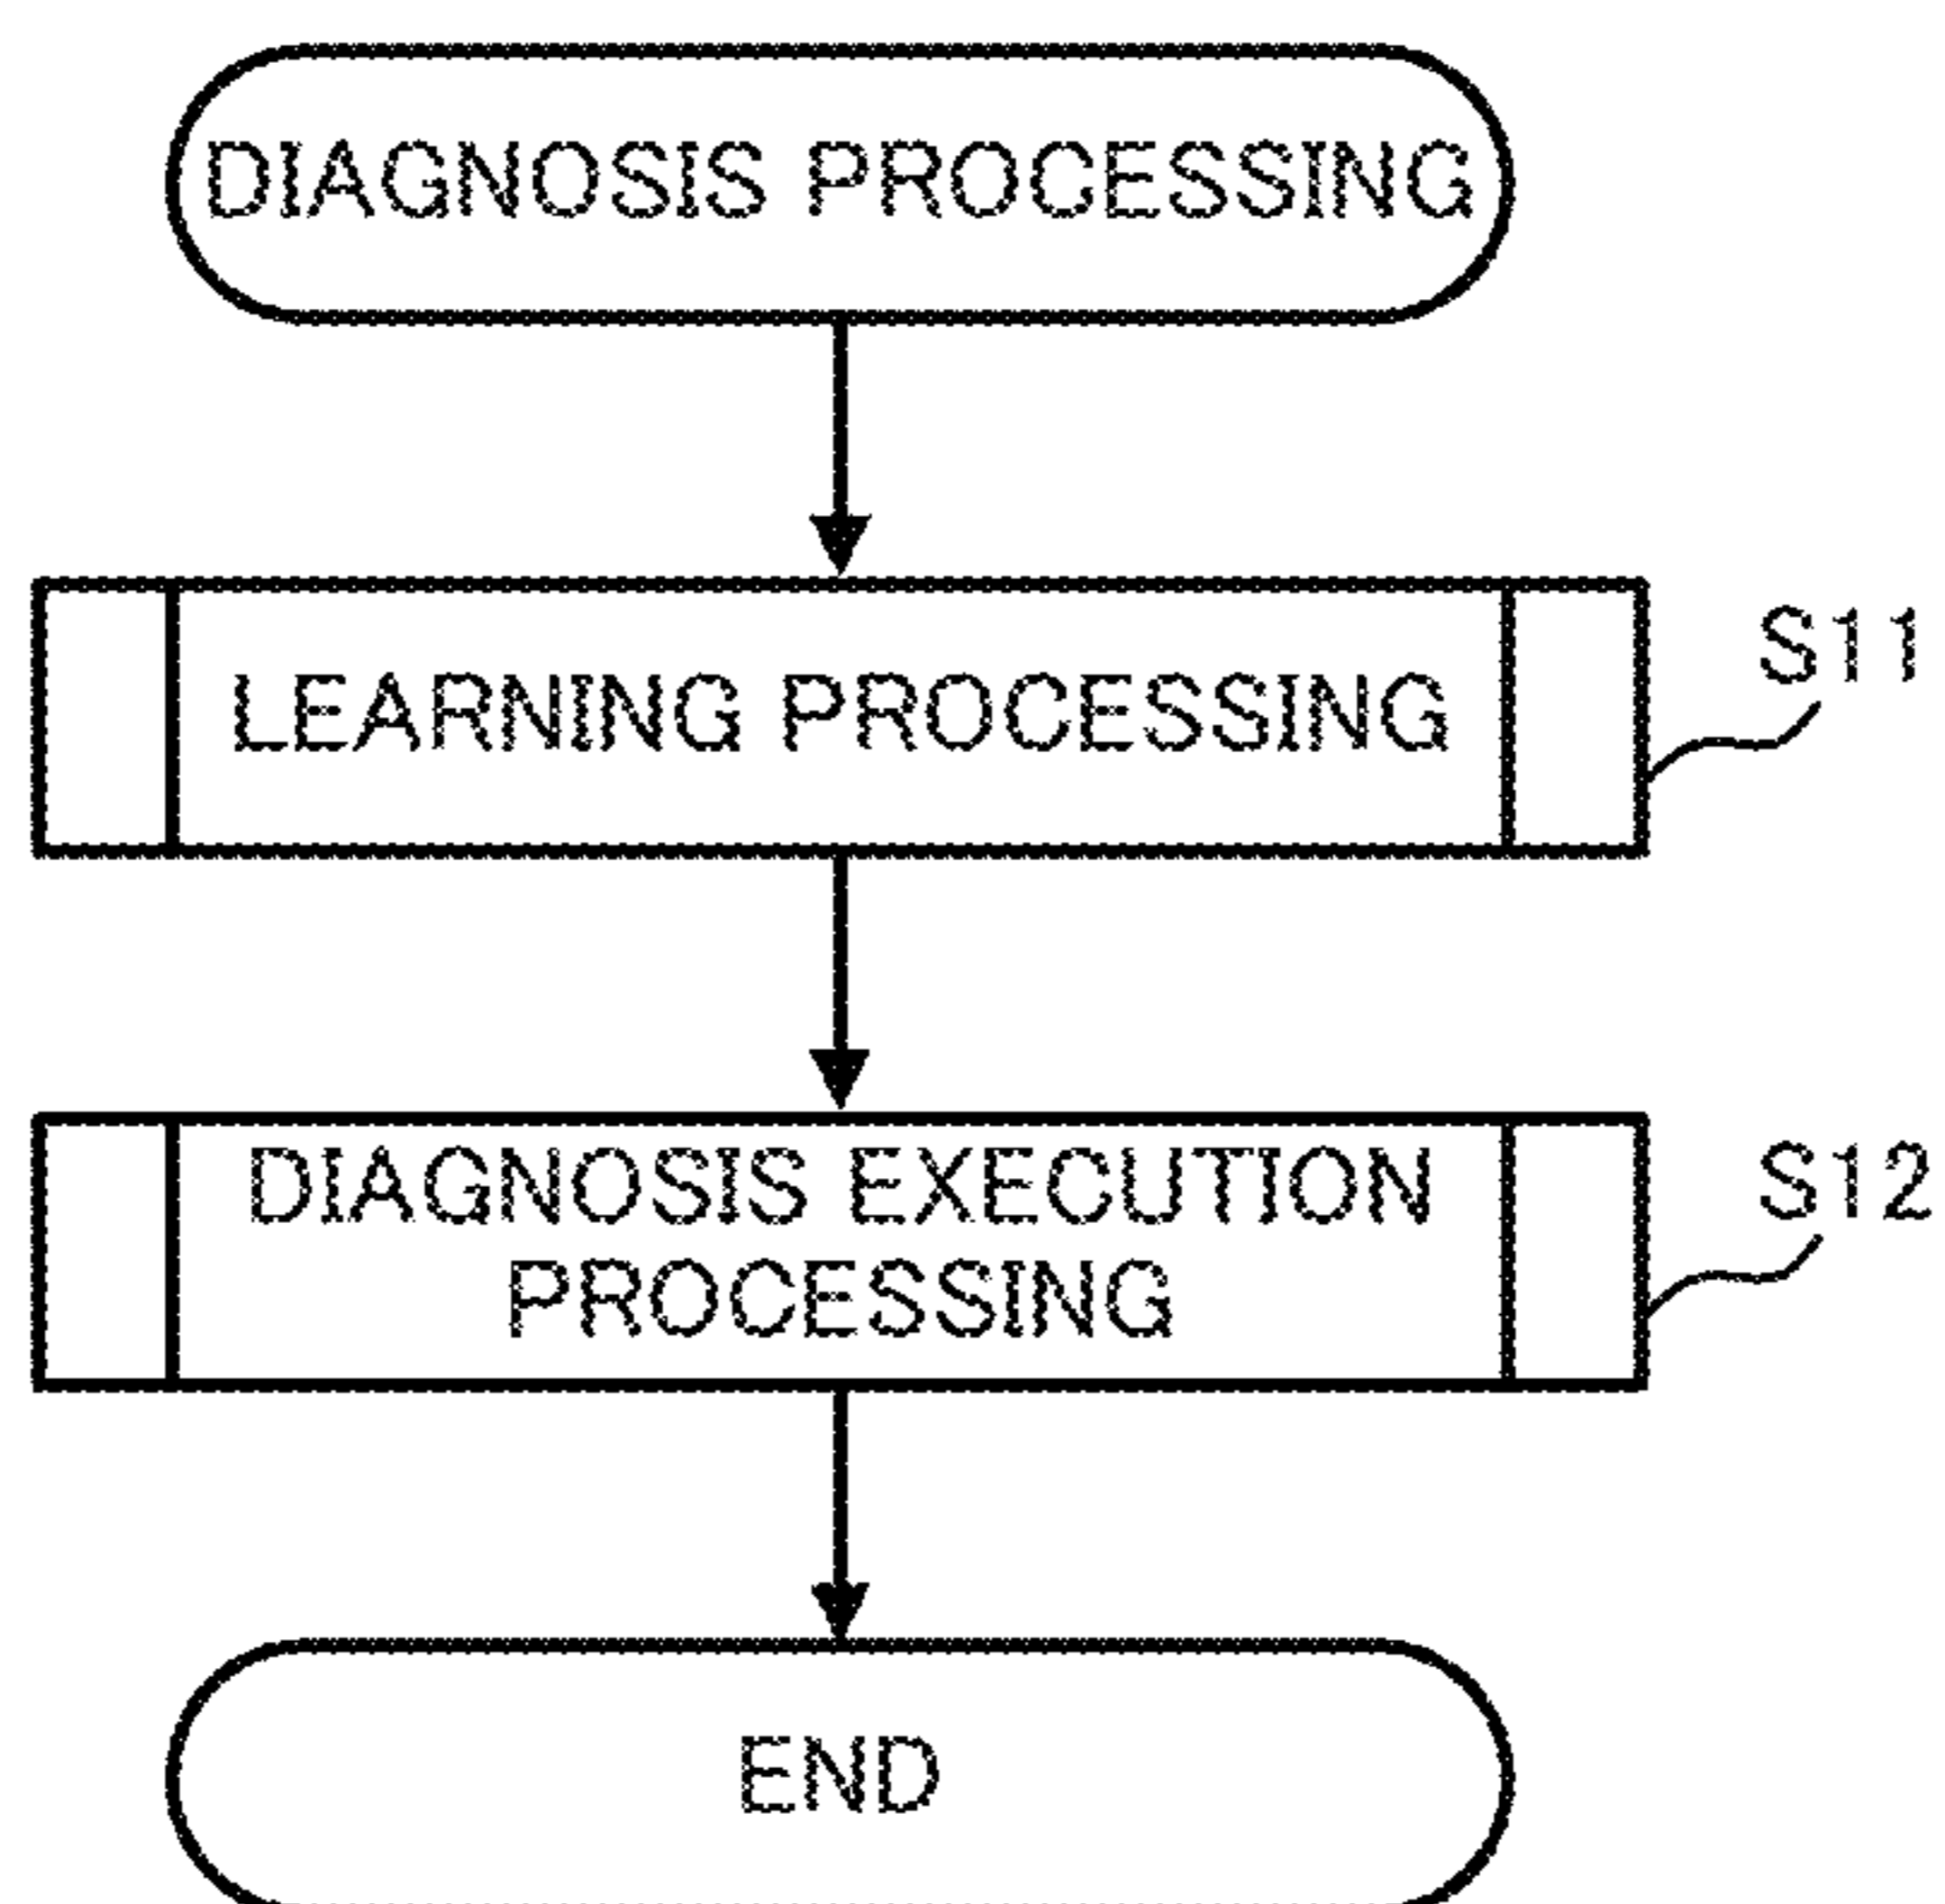 DIAGNOSIS PROCESSING
LEARNING PROCESSING
S11
DIAGNOSIS EXECUTION
PROCESSING
S12
END